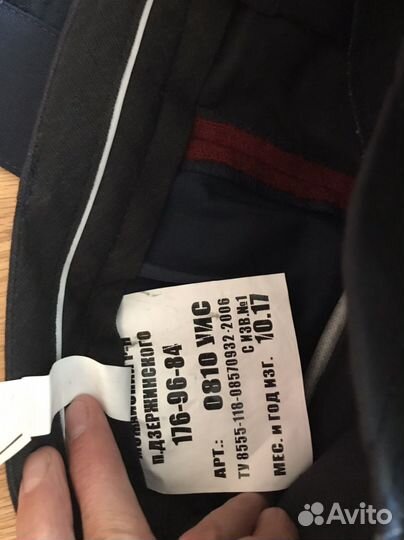 п.ДЗЕРЖИНСКОГО
176-96-84
АРТ.: 0810 УИС
ТУ 8555-118-08570932-2006
С ИЗВ.№1
МЕС. И ГОД ИЗГ. 10.17
Avito